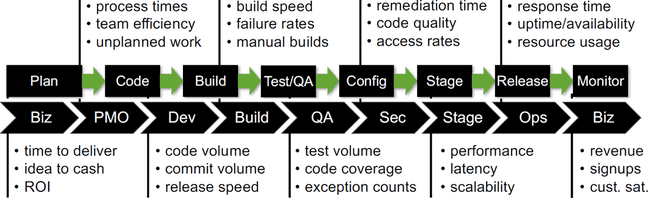 • process times
• team efficiency
• unplanned work
• build speed
• failure rates
• manual builds
• remediation time
• code quality
• access rates
• response time
• uptime/availability
• resource usage
Plan Code Build Test/QA Config Stage Release Monitor
Biz PMO Dev Build QA Sec Stage Ops Biz
• time to deliver
• idea to cash
• ROI
• code volume
• commit volume
• release speed
• test volume
• code coverage
• exception counts
• performance
• latency
• scalability
• revenue
• signups
• cust. sat.